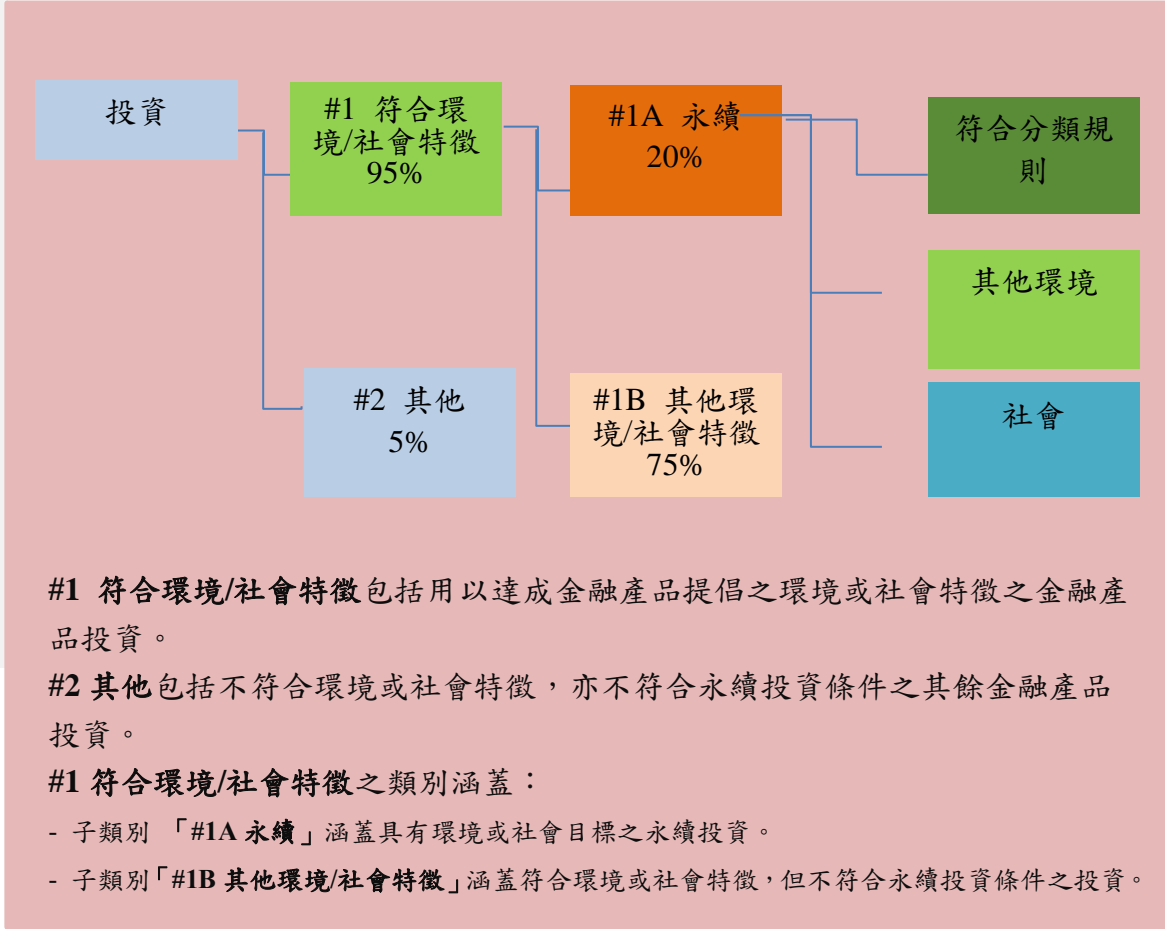 投資
#1 符合環
境/社會特徵
95%
#1A 永續
20%
符合分類規
則
其他環境
#2 其他
5%
#1B 其他環
境/社會特徵
75%
社會
#1 符合環境/社會特徵包括用以達成金融產品提倡之環境或社會特徵之金融產
品投資。
#2 其他包括不符合環境或社會特徵，亦不符合永續投資條件之其餘金融產品
投資。
#1 符合環境/社會特徵之類別涵蓋：
- 子類別 「#1A 永續」涵蓋具有環境或社會目標之永續投資。
- 子類別「#1B 其他環境/社會特徵」涵蓋符合環境或社會特徵，但不符合永續投資條件之投資。